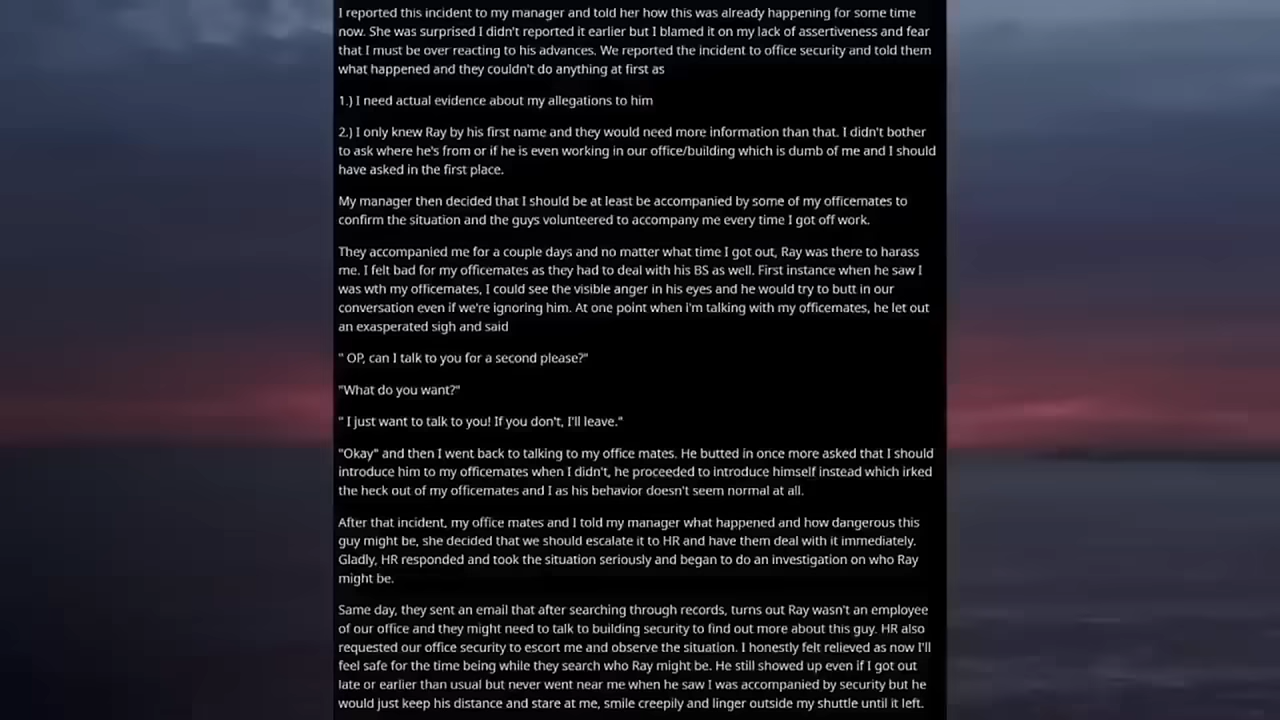 I reported this incident to my manager and told her how this was already happening for some time
now. She was surprised I didn't reported it earlier but I blamed it on my lack of assertiveness and fear
that I must be over reacting to his advances. We reported the incident to office security and told them
what happened and they couldn't do anything at first as
1.) I need actual evidence about my allegations to him
2.) I only knew Ray by his first name and they would need more information than that. I didn't bother
to ask where he's from or if he is even working in our office/building which is dumb of me and I should
have asked in the first place.
My manager then decided that I should be at least be accompanied by some of my officemates to
confirm the situation and the guys volunteered to accompany me every time I got off work.
They accompanied me for a couple days and no matter what time I got out, Ray was there to harass
me. I felt bad for my officemates as they had to deal with his BS as well. First instance when he saw I
was wth my officemates, I could see the visible anger in his eyes and he would try to butt in our
conversation even if we're ignoring him. At one point when i'm talking with my officemates, he let out
an exasperated sigh and said
" OP, can I talk to you for a second please?"
"What do you want?"
" I just want to talk to you! If you don't, I'll leave."
"Okay" and then I went back to talking to my office mates. He butted in once more asked that I should
introduce him to my officemates when I didn't, he proceeded to introduce himself instead which irked
the heck out of my officemates and I as his behavior doesn't seem normal at all.
After that incident, my office mates and I told my manager what happened and how dangerous this
guy might be, she decided that we should escalate it to HR and have them deal with it immediately.
Gladly, HR responded and took the situation seriously and began to do an investigation on who Ray
might be.
Same day, they sent an email that after searching through records, turns out Ray wasn't an employee
of our office and they might need to talk to building security to find out more about this guy. HR also
requested our office security to escort me and observe the situation. I honestly felt relieved as now I'll
feel safe for the time being while they search who Ray might be. He still showed up even if I got out
late or earlier than usual but never went near me when he saw I was accompanied by security but he
would just keep his distance and stare at me, smile creepily and linger outside my shuttle until it left.